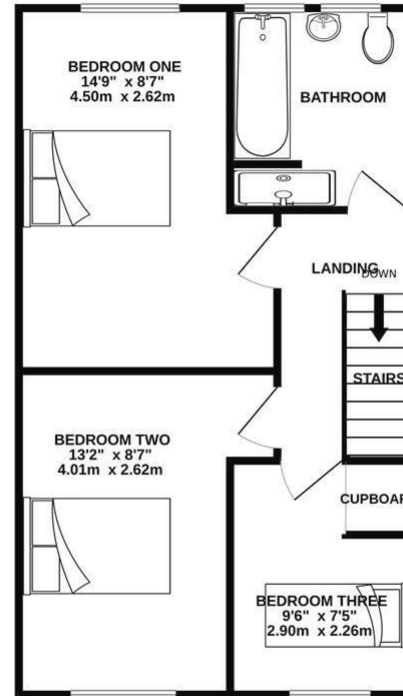 BEDROOM ONE
14'9" x 8'7"
4.50m x 2.62m
BATHROOM
LANDING
DOWN
STAIRS
BEDROOM TWO
13'2" x 8'7"
4.01m x 2.62m
CUPBOAR
BEDROOM THREE
9'6" x 7'5"
2.90m x 2.26m